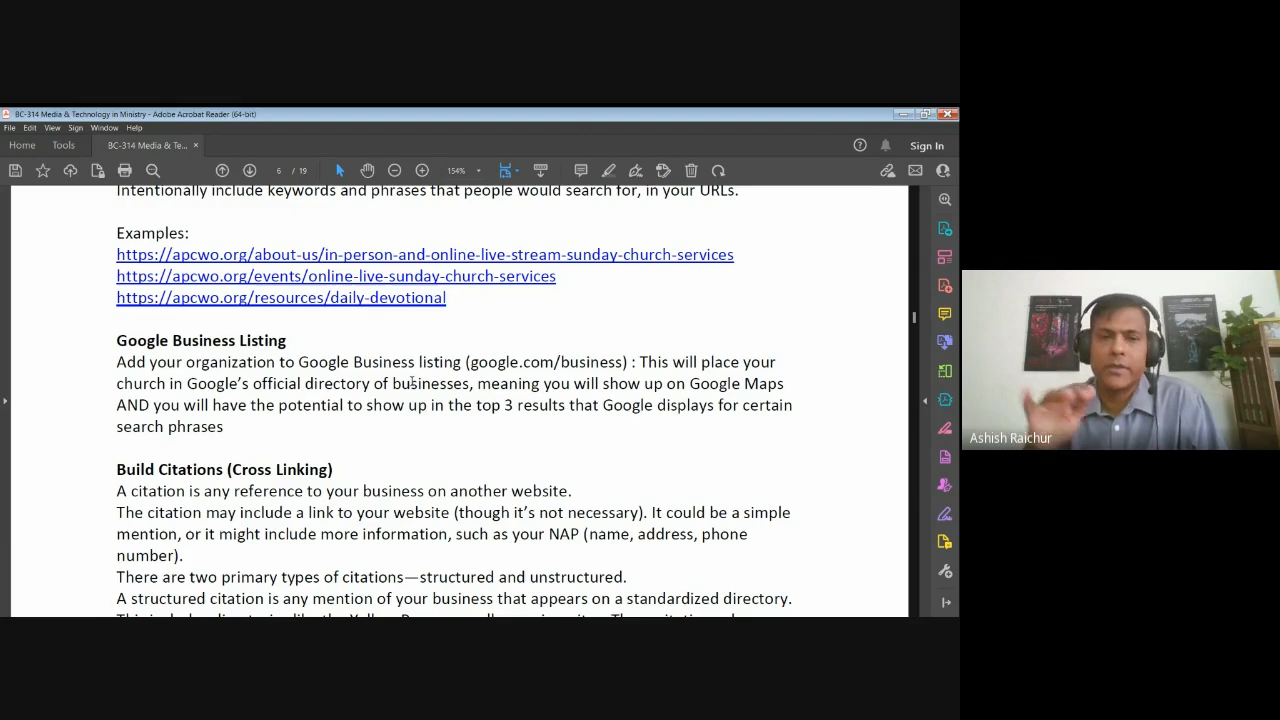 BC-314 Media & Technology in Ministry - Adobe Acrobat Reader (64-bit)
File Edit View Sign Window Help
Home Tools BC-314 Media & Te... × Sign In
6 / 19 154%
Intentionally include keywords and phrases that people would search for, in your URLs.
Examples:
https://apcwo.org/about-us/in-person-and-online-live-stream-sunday-church-services
https://apcwo.org/events/online-live-sunday-church-services
https://apcwo.org/resources/daily-devotional
Google Business Listing
Add your organization to Google Business listing (google.com/business) : This will place your
church in Google’s official directory of businesses, meaning you will show up on Google Maps
AND you will have the potential to show up in the top 3 results that Google displays for certain
search phrases
Build Citations (Cross Linking)
A citation is any reference to your business on another website.
The citation may include a link to your website (though it’s not necessary). It could be a simple
mention, or it might include more information, such as your NAP (name, address, phone
number).
There are two primary types of citations—structured and unstructured.
A structured citation is any mention of your business that appears on a standardized directory.
Ashish Raichur